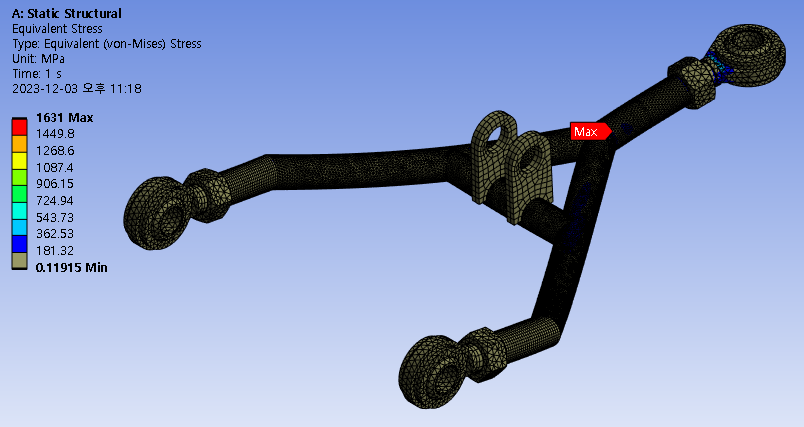 A: Static Structural
Equivalent Stress
Type: Equivalent (von-Mises) Stress
Unit: MPa
Time: 1 s
2023-12-03 오후 11:18
1631 Max
1449.8
1268.6
1087.4
906.15
724.94
543.73
362.53
181.32
0.11915 Min
Max